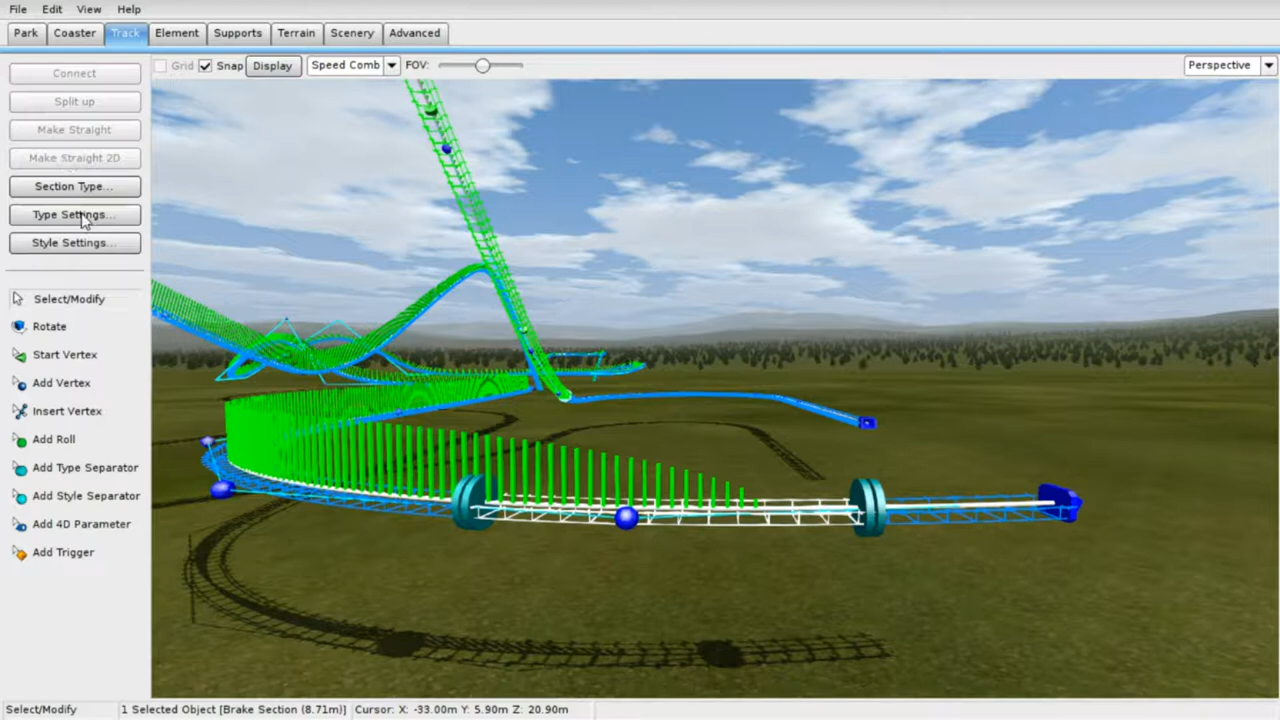 File Edit View Help
Park Coaster Track Element Supports Terrain Scenery Advanced
Connect
Grid Snap Display Speed Comb FOV: Perspective
Split up
Make Straight
Make Straight 2D
Section Type...
Type Settings...
Style Settings...
Select/Modify
Rotate
Start Vertex
Add Vertex
Insert Vertex
Add Roll
Add Type Separator
Add Style Separator
Add 4D Parameter
Add Trigger
Select/Modify 1 Selected Object [Brake Section (8.71m)] Cursor: X: -33.00m Y: 5.90m Z: 20.90m